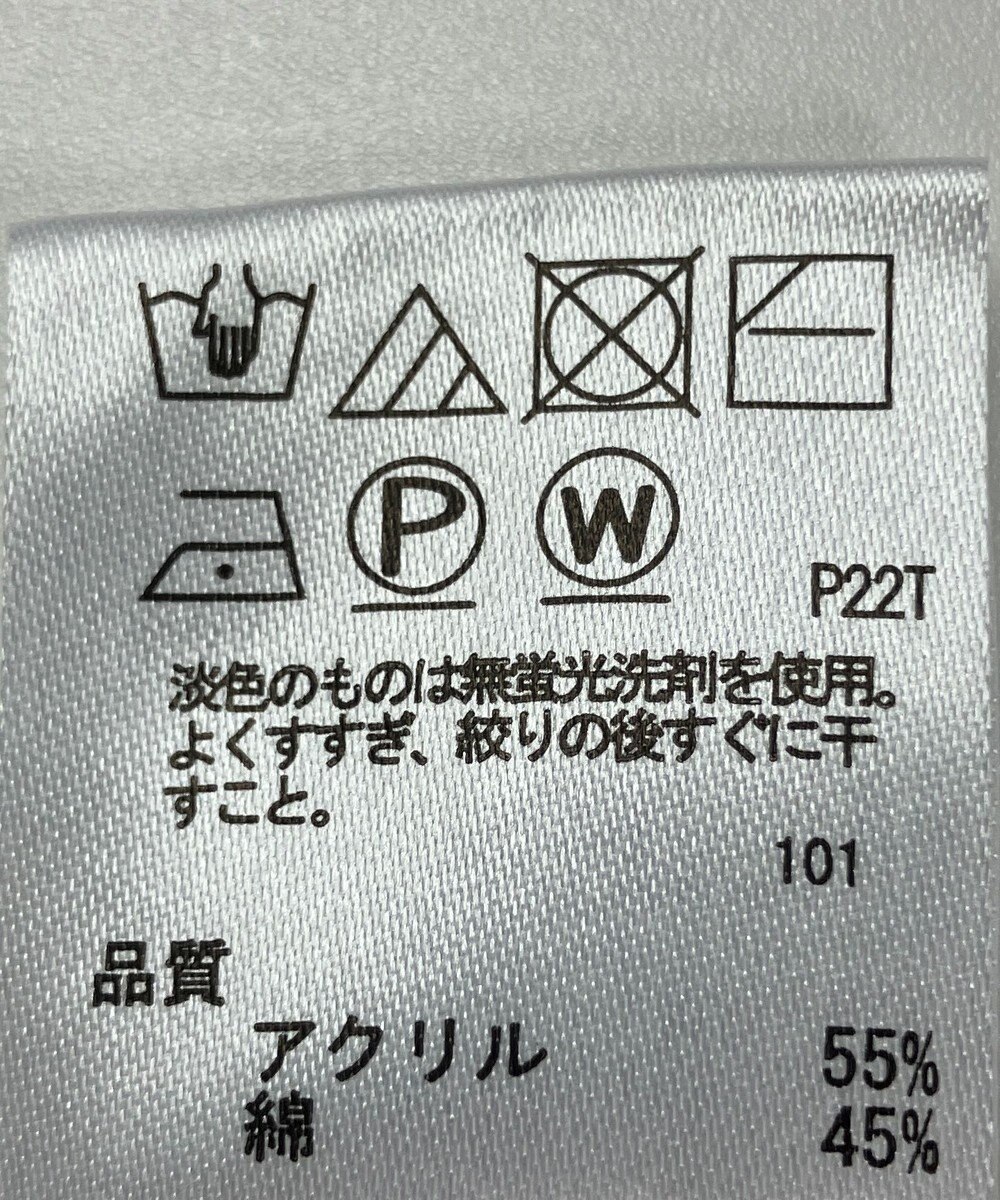 P W
P22T
淡色のものは無蛍光洗剤を使用。
よくすすぎ、絞りの後すぐに干
すこと。
101
品質
アクリル 55%
綿 45%